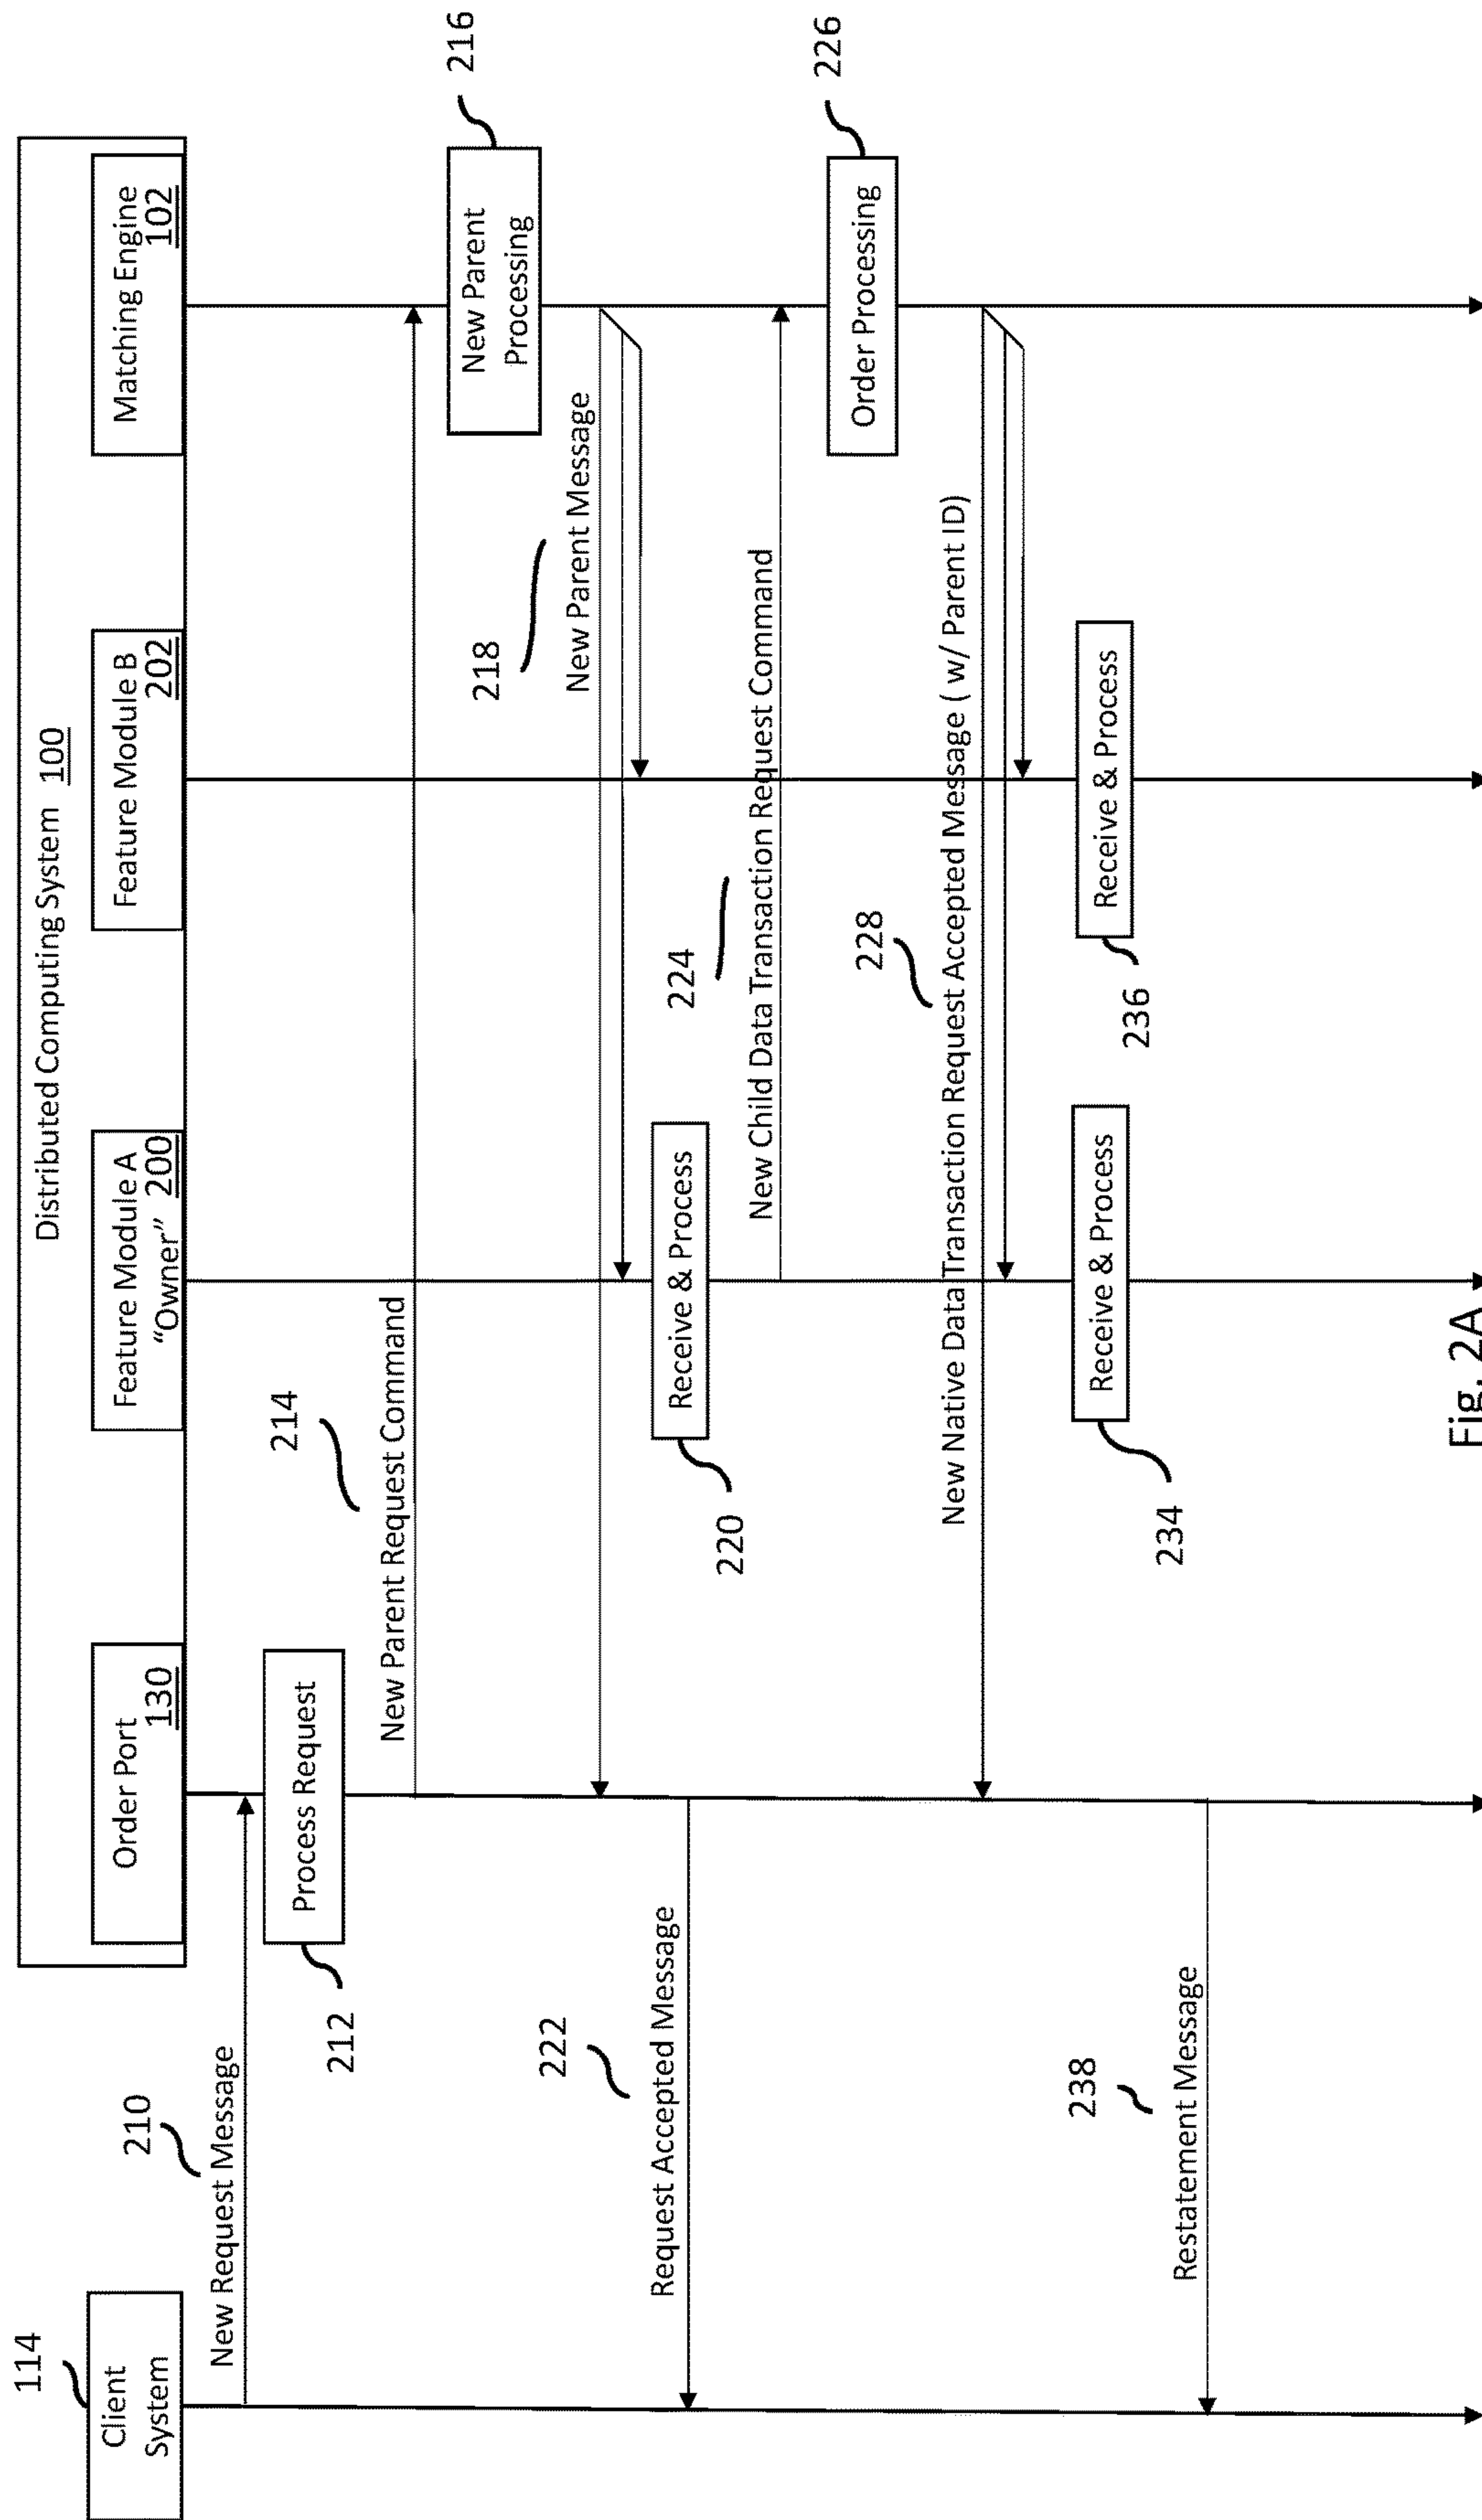 Distributed Computing System 100
114
Client
System
Order Port
130
Feature Module A
"Owner" 200
Feature Module B
202
Matching Engine
102
210
New Request Message
Process Request
212
214
New Parent Request Command
New Parent
Processing
216
218
New Parent Message
Receive & Process
220
222
Request Accepted Message
224
New Child Data Transaction Request Command
Order Processing
226
228
New Native Data Transaction Request Accepted Message ( w/ Parent ID)
Receive & Process
234
Receive & Process
236
238
Restatement Message
Fig. 2A